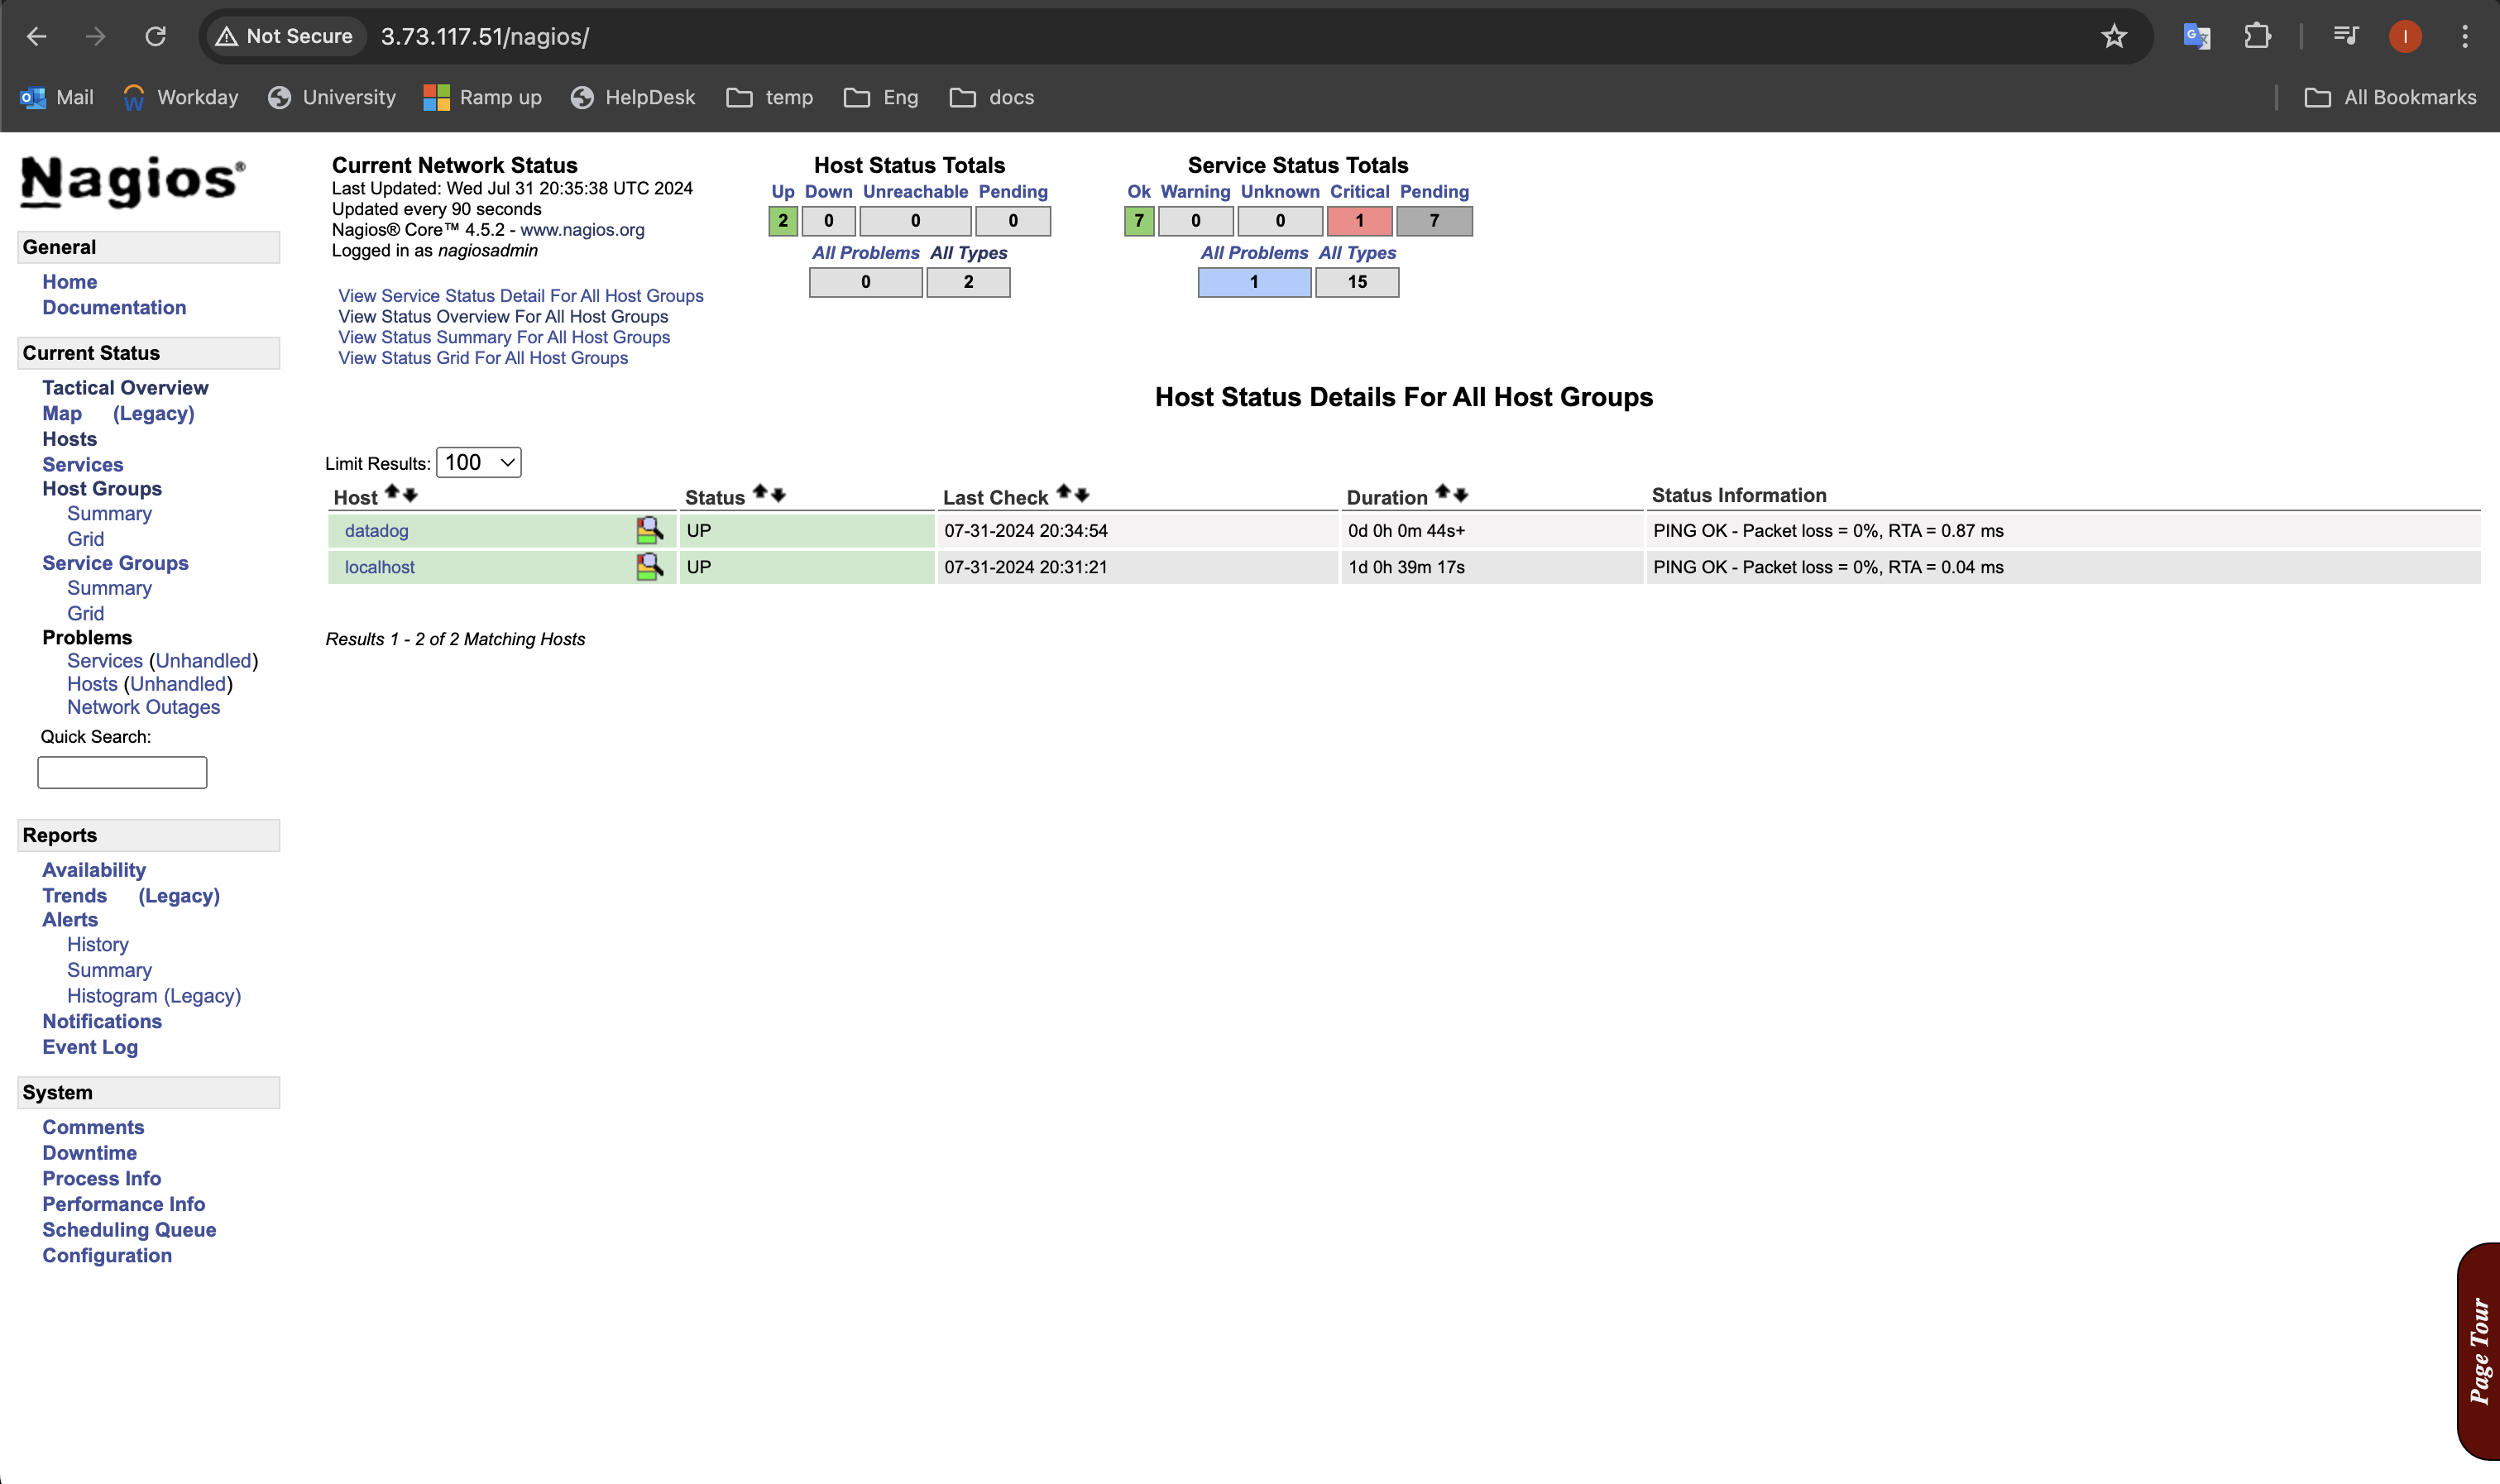 Not Secure 3.73.117.51/nagios/
Mail Workday University Ramp up HelpDesk temp Eng docs All Bookmarks
Nagios®
General
Home
Documentation
Current Status
Tactical Overview
Map (Legacy)
Hosts
Services
Host Groups
Summary
Grid
Service Groups
Summary
Grid
Problems
Services (Unhandled)
Hosts (Unhandled)
Network Outages
Quick Search:
Reports
Availability
Trends (Legacy)
Alerts
History
Summary
Histogram (Legacy)
Notifications
Event Log
System
Comments
Downtime
Process Info
Performance Info
Scheduling Queue
Configuration
Current Network Status
Last Updated: Wed Jul 31 20:35:38 UTC 2024
Updated every 90 seconds
Nagios® Core™ 4.5.2 - www.nagios.org
Logged in as nagiosadmin
View Service Status Detail For All Host Groups
View Status Overview For All Host Groups
View Status Summary For All Host Groups
View Status Grid For All Host Groups
Host Status Totals
Up Down Unreachable Pending
2 0 0 0
All Problems All Types
0 2
Service Status Totals
Ok Warning Unknown Critical Pending
7 0 0 1 7
All Problems All Types
1 15
Host Status Details For All Host Groups
Limit Results: 100
Host Status Last Check Duration Status Information
datadog UP 07-31-2024 20:34:54 0d 0h 0m 44s+ PING OK - Packet loss = 0%, RTA = 0.87 ms
localhost UP 07-31-2024 20:31:21 1d 0h 39m 17s PING OK - Packet loss = 0%, RTA = 0.04 ms
Results 1 - 2 of 2 Matching Hosts
Page Tour